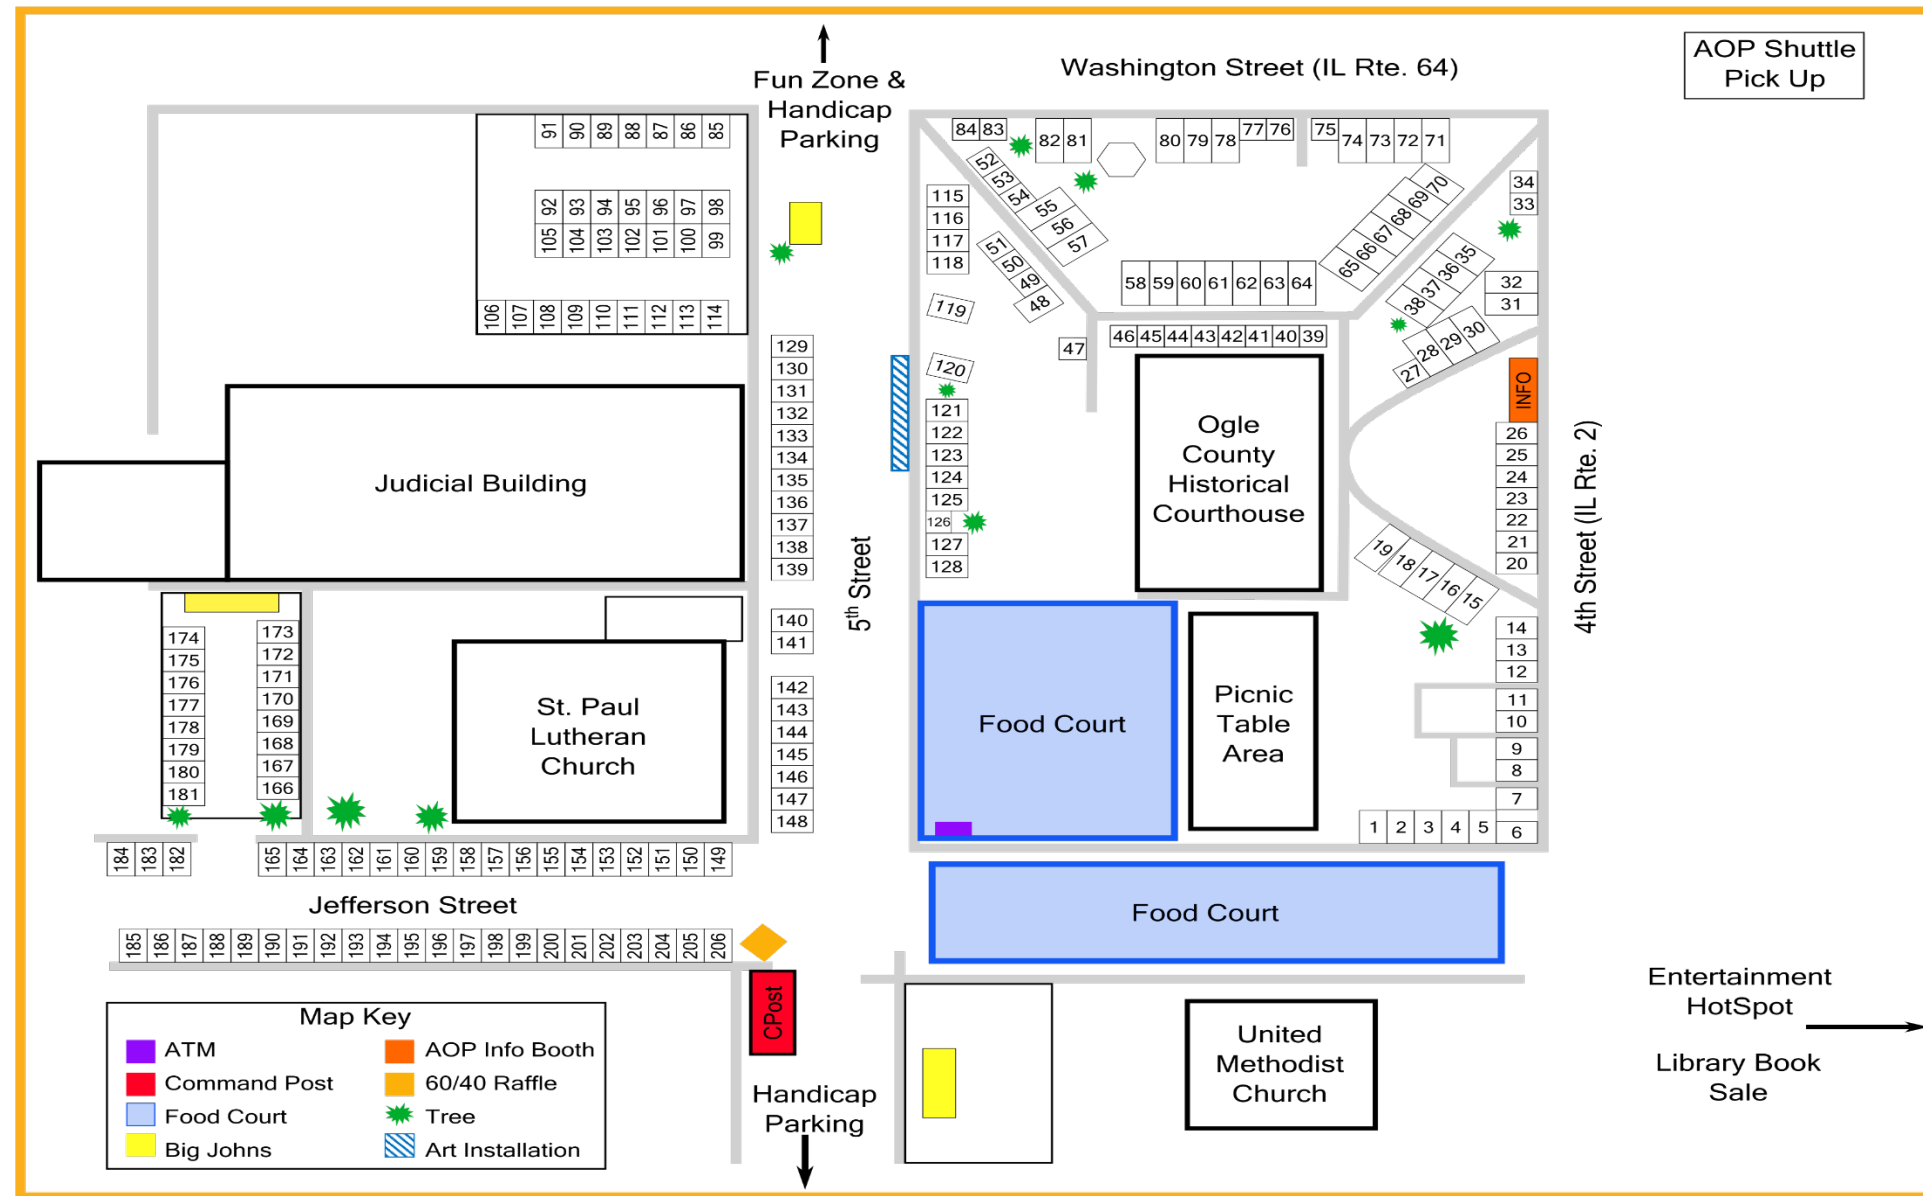 Fun Zone &
Handicap
Parking
Washington Street (IL Rte. 64)
AOP Shuttle
Pick Up
91 90 89 88 87 86 85
92 93 94 95 96 97 98
105 104 103 102 101 100 99
106 107 108 109 110 111 112 113 114
84 83
82 81
80 79 78 77 76
75 74 73 72 71
52
53
54
55
56
57
51
50
49
48
70
69
68
67
66
65
34
33
35
36
37
38
32
31
30
29
28
27
115
116
117
118
119
120
58 59 60 61 62 63 64
47
46 45 44 43 42 41 40 39
INFO
129
130
131
132
133
134
135
136
137
138
139
121
122
123
124
125
126
127
128
Judicial Building
Ogle
County
Historical
Courthouse
26
25
24
23
22
21
20
4th Street (IL Rte. 2)
5th Street
19
18
17
16
15
14
13
12
11
10
9
8
7
6
1 2 3 4 5
140
141
142
143
144
145
146
147
148
174
175
176
177
178
179
180
181
173
172
171
170
169
168
167
166
St. Paul
Lutheran
Church
Food Court
Picnic
Table
Area
184 183 182
165 164 163 162 161 160 159 158 157 156 155 154 153 152 151 150 149
Jefferson Street
Food Court
185 186 187 188 189 190 191 192 193 194 195 196 197 198 199 200 201 202 203 204 205 206
CPost
Handicap
Parking
United
Methodist
Church
Entertainment
HotSpot
Library Book
Sale
Map Key
ATM
Command Post
Food Court
Big Johns
AOP Info Booth
60/40 Raffle
Tree
Art Installation